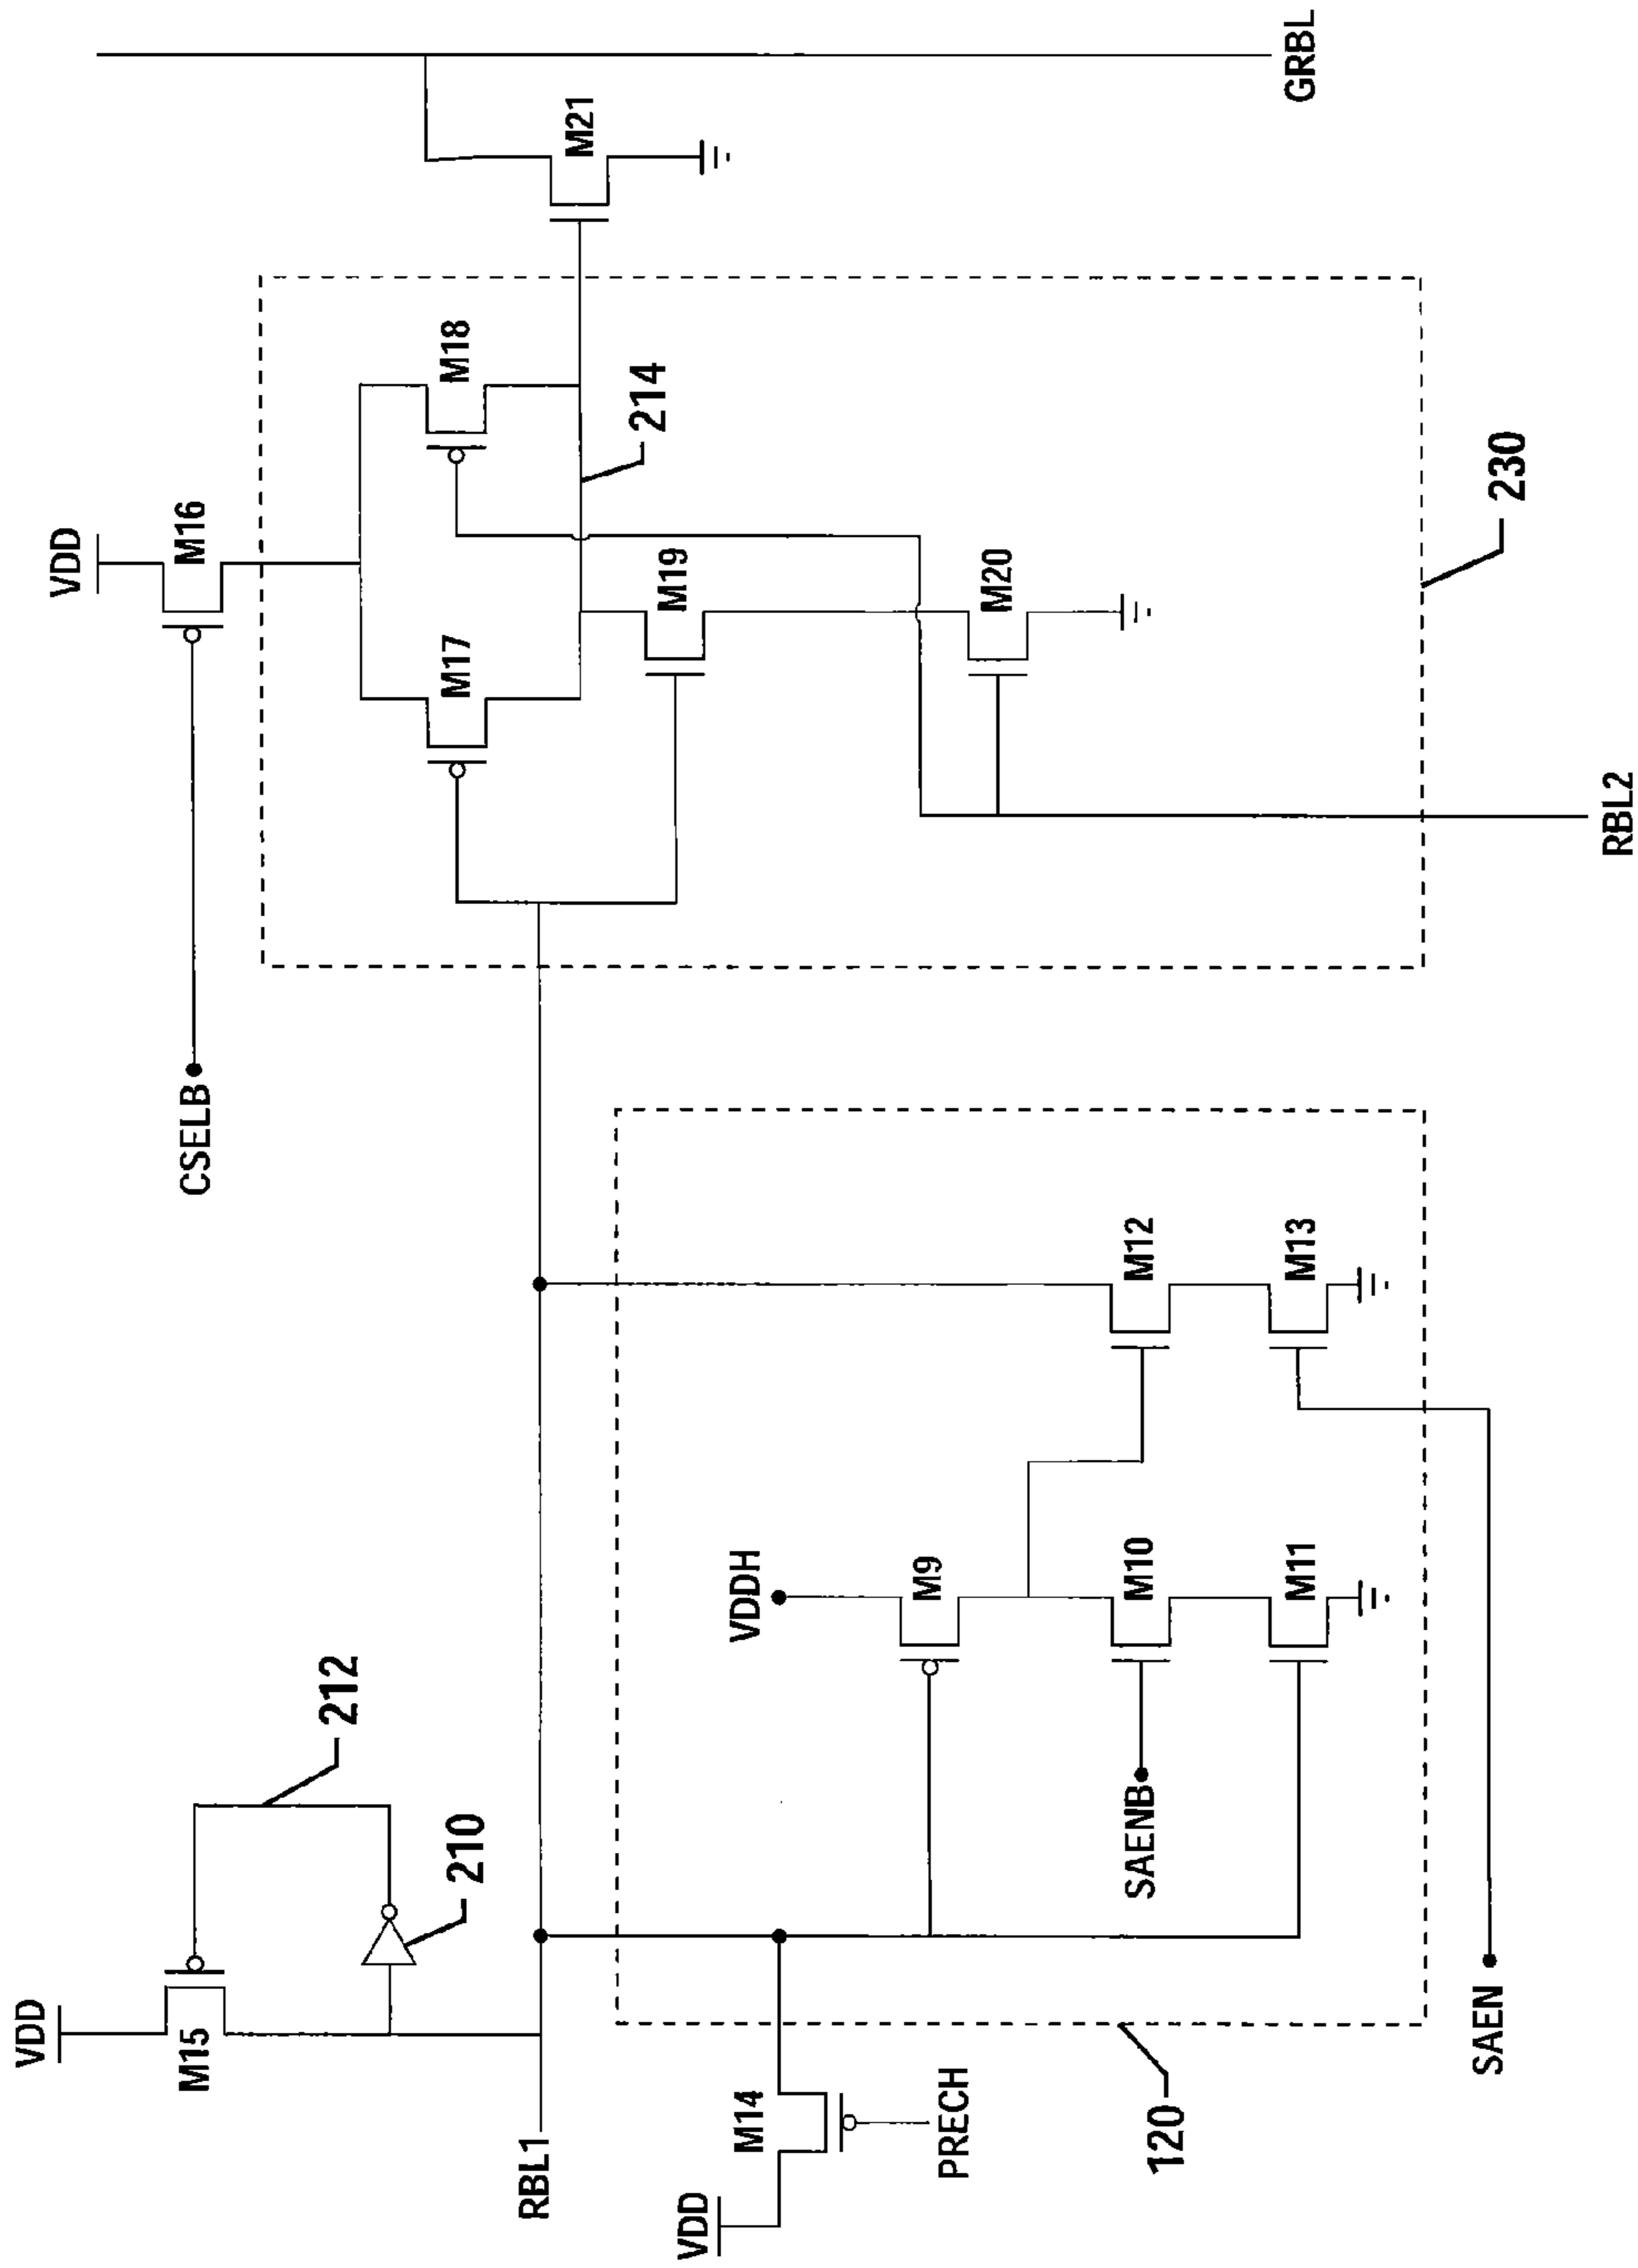 VDD
M15
212
210
RBL1
VDD
M14
PRECH
120
VDDH
M9
SAENB
M10
M11
M12
M13
SAEN
CSELB
VDD
M16
M17
M18
214
M19
M20
230
RBL2
M21
GRBL